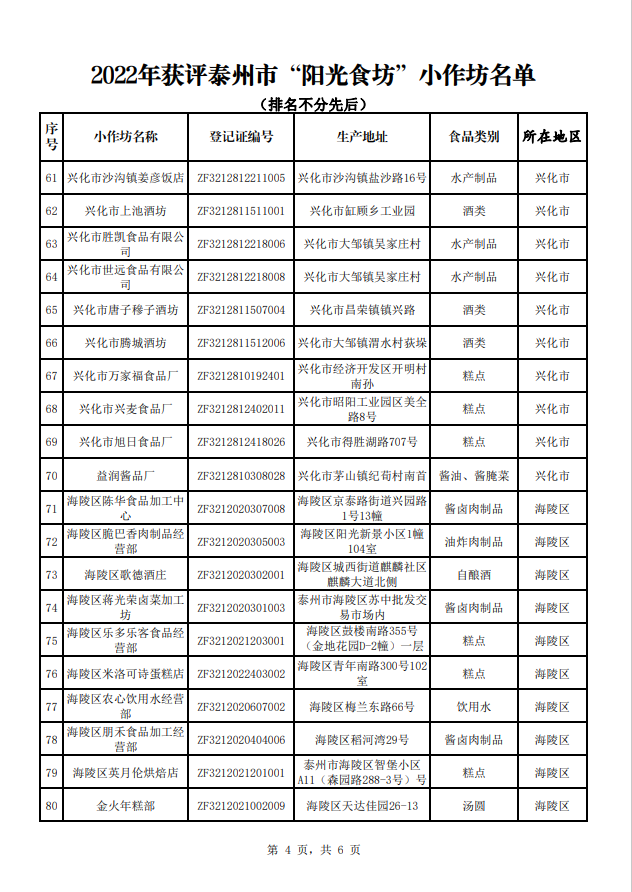 2022年获评泰州市“阳光食坊”小作坊名单
（排名不分先后）
序号 小作坊名称 登记证编号 生产地址 食品类别 所在地区
61 兴化市沙沟镇姜彦饭店 ZF3212812211005 兴化市沙沟镇盐沙路16号 水产制品 兴化市
62 兴化市上池酒坊 ZF3212811511001 兴化市缸顾乡工业园 酒类 兴化市
63 兴化市胜凯食品有限公司 ZF3212812218006 兴化市大邹镇吴家庄村 水产制品 兴化市
64 兴化市世远食品有限公司 ZF3212812218008 兴化市大邹镇吴家庄村 水产制品 兴化市
65 兴化市唐子穆子酒坊 ZF3212811507004 兴化市昌荣镇镇兴路 酒类 兴化市
66 兴化市腾城酒坊 ZF3212811512006 兴化市大邹镇渭水村荻垛 酒类 兴化市
67 兴化市万家福食品厂 ZF3212810192401 兴化市经济开发区开明村南孙 糕点 兴化市
68 兴化市兴麦食品厂 ZF3212812402011 兴化市昭阳工业园区美全路8号 糕点 兴化市
69 兴化市旭日食品厂 ZF3212812418026 兴化市得胜湖路707号 糕点 兴化市
70 益润酱品厂 ZF3212810308028 兴化市茅山镇纪荀村南首 酱油、酱腌菜 兴化市
71 海陵区陈华食品加工中心 ZF3212020307008 海陵区京泰路街道兴园路1号13幢 酱卤肉制品 海陵区
72 海陵区脆巴香肉制品经营部 ZF3212020305003 海陵区阳光新景小区1幢104室 油炸肉制品 海陵区
73 海陵区歌德酒庄 ZF3212020302001 海陵区城西街道麒麟社区麒麟大道北侧 自酿酒 海陵区
74 海陵区蒋光荣卤菜加工坊 ZF3212020301003 泰州市海陵区苏中批发交易市场内 酱卤肉制品 海陵区
75 海陵区乐多乐客食品经营部 ZF3212021203001 海陵区鼓楼南路355号（金地花园D-2幢）一层 糕点 海陵区
76 海陵区米洛可诗蛋糕店 ZF3212022403002 海陵区青年南路300号102室 糕点 海陵区
77 海陵区农心饮用水经营部 ZF3212020607002 海陵区梅兰东路66号 饮用水 海陵区
78 海陵区朋禾食品加工经营部 ZF3212020404006 海陵区稻河湾29号 酱卤肉制品 海陵区
79 海陵区英月伦烘焙店 ZF3212021201001 泰州市海陵区智堡小区A11（森园路288-3号）号 糕点 海陵区
80 金火年糕部 ZF3212021002009 海陵区天达佳园26-13 汤圆 海陵区
第 4 页，共 6 页